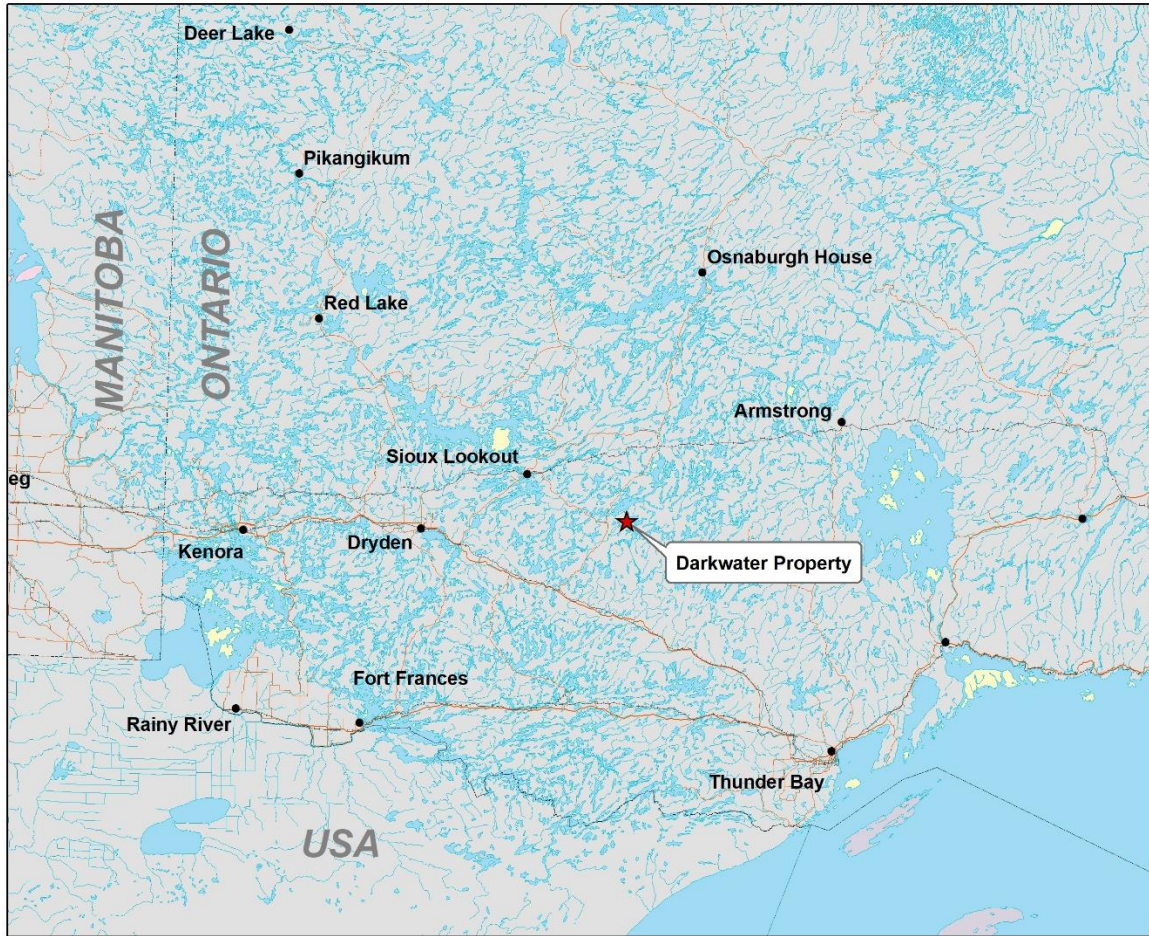 Deer Lake
Pikangikum
MANITOBA
ONTARIO
Osnaburgh House
Red Lake
Armstrong
Sioux Lookout
eg
Kenora
Dryden
Darkwater Property
Fort Frances
Rainy River
Thunder Bay
USA